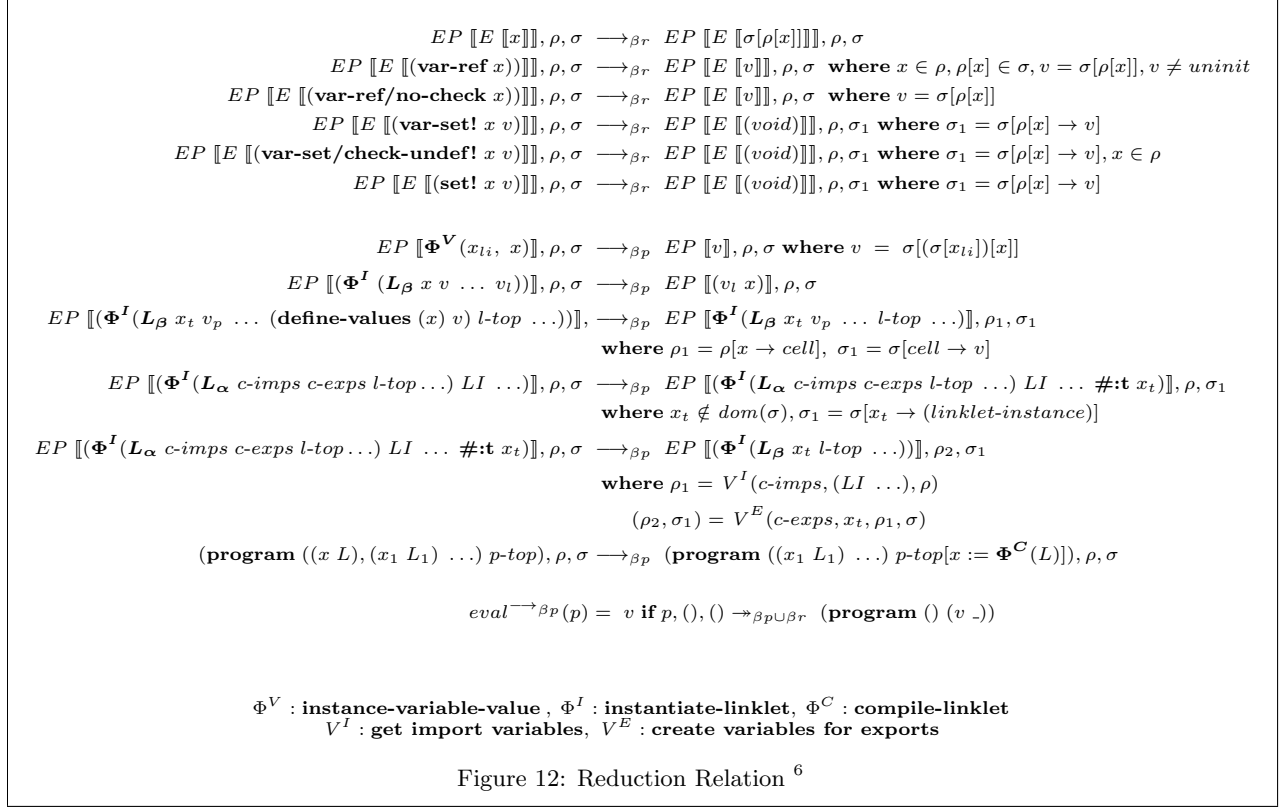 EP ⟦E ⟦x⟧⟧, ρ, σ ⟶βr EP ⟦E ⟦σ[ρ[x]]⟧⟧, ρ, σ
EP ⟦E ⟦(var-ref x))⟧⟧, ρ, σ ⟶βr EP ⟦E ⟦v⟧⟧, ρ, σ where x ∈ ρ, ρ[x] ∈ σ, v = σ[ρ[x]], v ≠ uninit
EP ⟦E ⟦(var-ref/no-check x))⟧⟧, ρ, σ ⟶βr EP ⟦E ⟦v⟧⟧, ρ, σ where v = σ[ρ[x]]
EP ⟦E ⟦(var-set! x v)⟧⟧, ρ, σ ⟶βr EP ⟦E ⟦(void)⟧⟧, ρ, σ₁ where σ₁ = σ[ρ[x] → v]
EP ⟦E ⟦(var-set/check-undef! x v)⟧⟧, ρ, σ ⟶βr EP ⟦E ⟦(void)⟧⟧, ρ, σ₁ where σ₁ = σ[ρ[x] → v], x ∈ ρ
EP ⟦E ⟦(set! x v)⟧⟧, ρ, σ ⟶βr EP ⟦E ⟦(void)⟧⟧, ρ, σ₁ where σ₁ = σ[ρ[x] → v]
EP ⟦Φ^V(x_li, x)⟧, ρ, σ ⟶βp EP ⟦v⟧, ρ, σ where v = σ[(σ[x_li])[x]]
EP ⟦(Φ^I (L_β x v … v_l))⟧, ρ, σ ⟶βp EP ⟦(v_l x)⟧, ρ, σ
EP ⟦(Φ^I(L_β x_t v_p … (define-values (x) v) l-top …))⟧, ⟶βp EP ⟦Φ^I(L_β x_t v_p … l-top …)⟧, ρ₁, σ₁
where ρ₁ = ρ[x → cell], σ₁ = σ[cell → v]
EP ⟦(Φ^I(L_α c-imps c-exps l-top …) LI …)⟧, ρ, σ ⟶βp EP ⟦(Φ^I(L_α c-imps c-exps l-top …) LI … #:t x_t)⟧, ρ, σ₁
where x_t ∉ dom(σ), σ₁ = σ[x_t → (linklet-instance)]
EP ⟦(Φ^I(L_α c-imps c-exps l-top …) LI … #:t x_t)⟧, ρ, σ ⟶βp EP ⟦(Φ^I(L_β x_t l-top …))⟧, ρ₂, σ₁
where ρ₁ = V^I(c-imps, (LI …), ρ)
(ρ₂, σ₁) = V^E(c-exps, x_t, ρ₁, σ)
(program ((x L), (x₁ L₁) …) p-top), ρ, σ ⟶βp (program ((x₁ L₁) …) p-top[x := Φ^C(L)]), ρ, σ
eval^⟶βp(p) = v if p, (), () ↠βp∪βr (program () (v _))
Φ^V : instance-variable-value , Φ^I : instantiate-linklet, Φ^C : compile-linklet
V^I : get import variables, V^E : create variables for exports
Figure 12: Reduction Relation ⁶